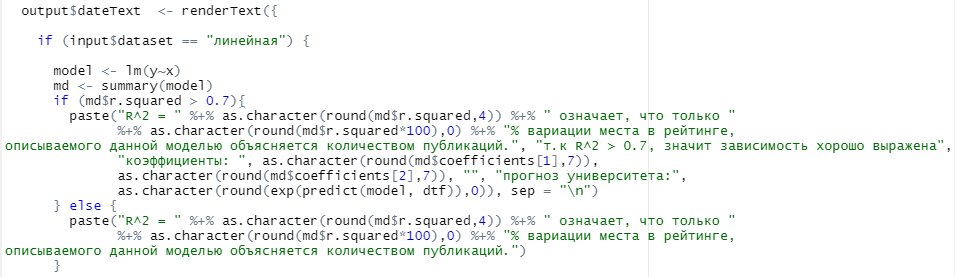 output$dateText  <- renderText({
if (input$dataset == "линейная") {
model <- lm(y~x)
md <- summary(model)
if (md$r.squared > 0.7){
paste("R^2 = " %+% as.character(round(md$r.squared,4)) %+% " означает, что только "
%+% as.character(round(md$r.squared*100),0) %+% "% вариации места в рейтинге,
описываемого данной моделью объясняется количеством публикаций.", "т.к R^2 > 0.7, значит зависимость хорошо выражена",
"коэффициенты: ", as.character(round(md$coefficients[1],7)),
as.character(round(md$coefficients[2],7)), "", "прогноз университета:",
as.character(round(exp(predict(model, dtf)),0)), sep = "\n")
} else {
paste("R^2 = " %+% as.character(round(md$r.squared,4)) %+% " означает, что только "
%+% as.character(round(md$r.squared*100),0) %+% "% вариации места в рейтинге,
описываемого данной моделью объясняется количеством публикаций.")
}